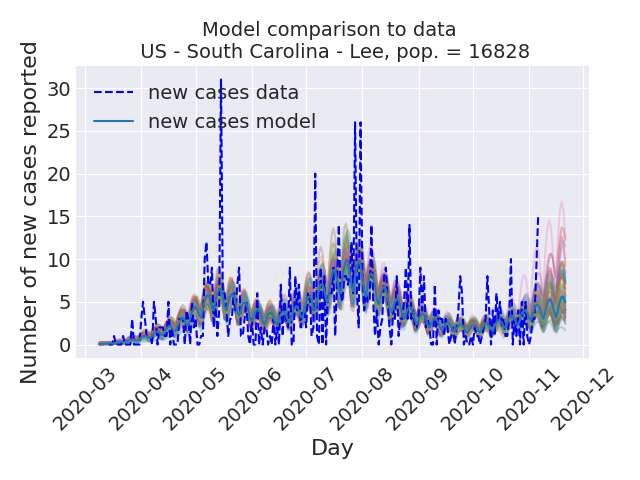 Model comparison to data
US - South Carolina - Lee, pop. = 16828
Number of new cases reported
30
25
20
15
10
5
0
new cases data
new cases model
2020-03
2020-04
2020-05
2020-06
2020-07
2020-08
2020-09
2020-10
2020-11
2020-12
Day